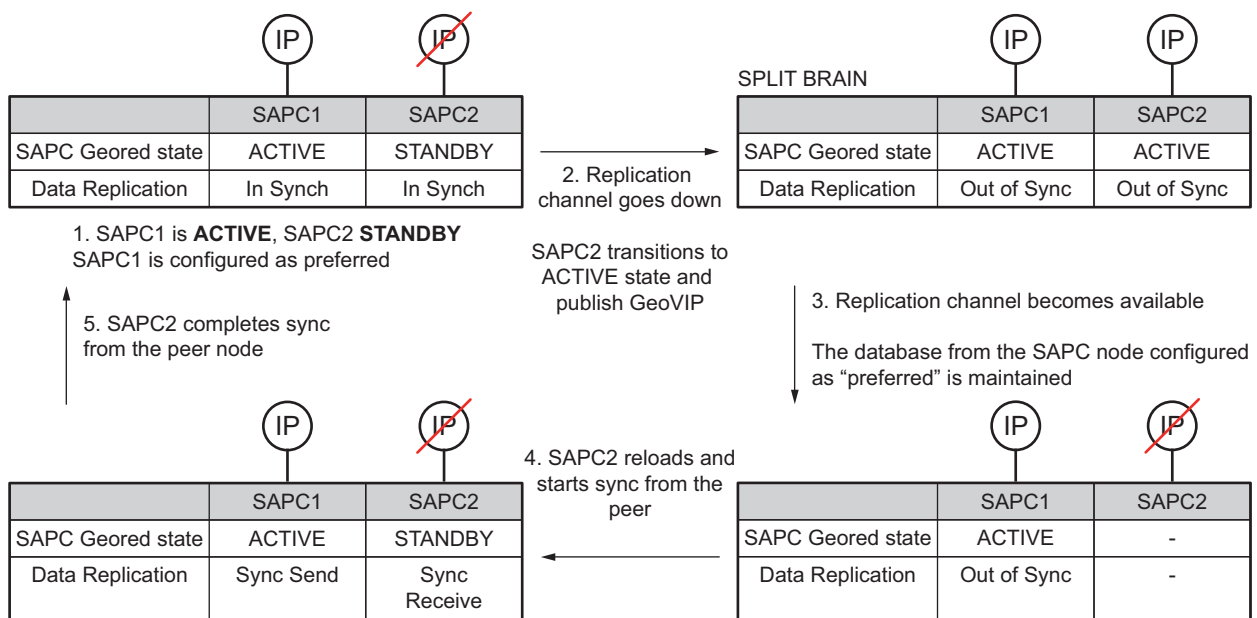 IP
IP
SAPC1
SAPC2
SAPC Geored state
ACTIVE
STANDBY
Data Replication
In Synch
In Synch
1. SAPC1 is ACTIVE, SAPC2 STANDBY
SAPC1 is configured as preferred
2. Replication
channel goes down
SAPC2 transitions to
ACTIVE state and
publish GeoVIP
IP
IP
SPLIT BRAIN
SAPC1
SAPC2
SAPC Geored state
ACTIVE
ACTIVE
Data Replication
Out of Sync
Out of Sync
3. Replication channel becomes available
The database from the SAPC node configured
as “preferred” is maintained
IP
IP
SAPC1
SAPC2
SAPC Geored state
ACTIVE
-
Data Replication
Out of Sync
-
4. SAPC2 reloads and
starts sync from the
peer
IP
IP
SAPC1
SAPC2
SAPC Geored state
ACTIVE
STANDBY
Data Replication
Sync Send
Sync
Receive
5. SAPC2 completes sync
from the peer node